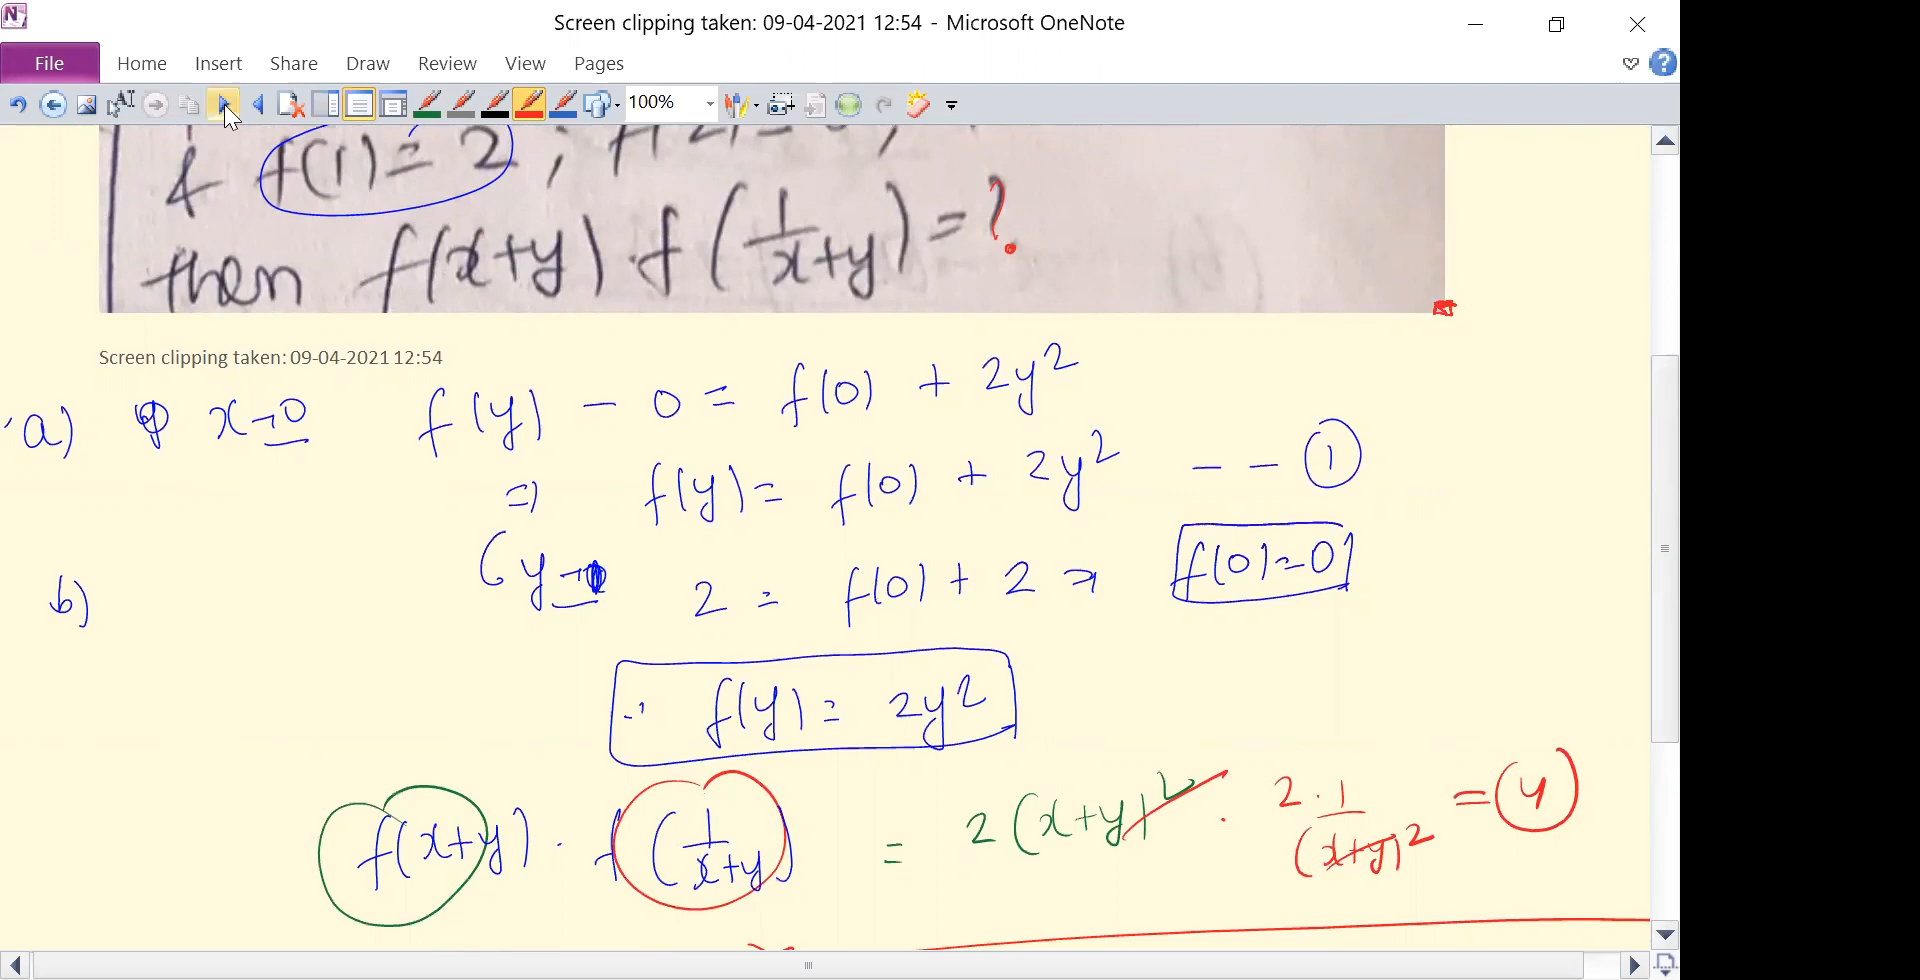 Screen clipping taken: 09-04-2021 12:54 - Microsoft OneNote
File Home Insert Share Draw Review View Pages
100%
& f(1) = 2 ;
then f(x+y) . f(1/x+y) = ?
Screen clipping taken: 09-04-2021 12:54
a) x→0 f(y) - 0 = f(0) + 2y²
=> f(y) = f(0) + 2y² -- ①
b) (y→1 2 = f(0) + 2 => f(0) = 0
∴ f(y) = 2y²
f(x+y) . f(1/x+y) = 2(x+y)² . 2 . 1/(x+y)² = 4